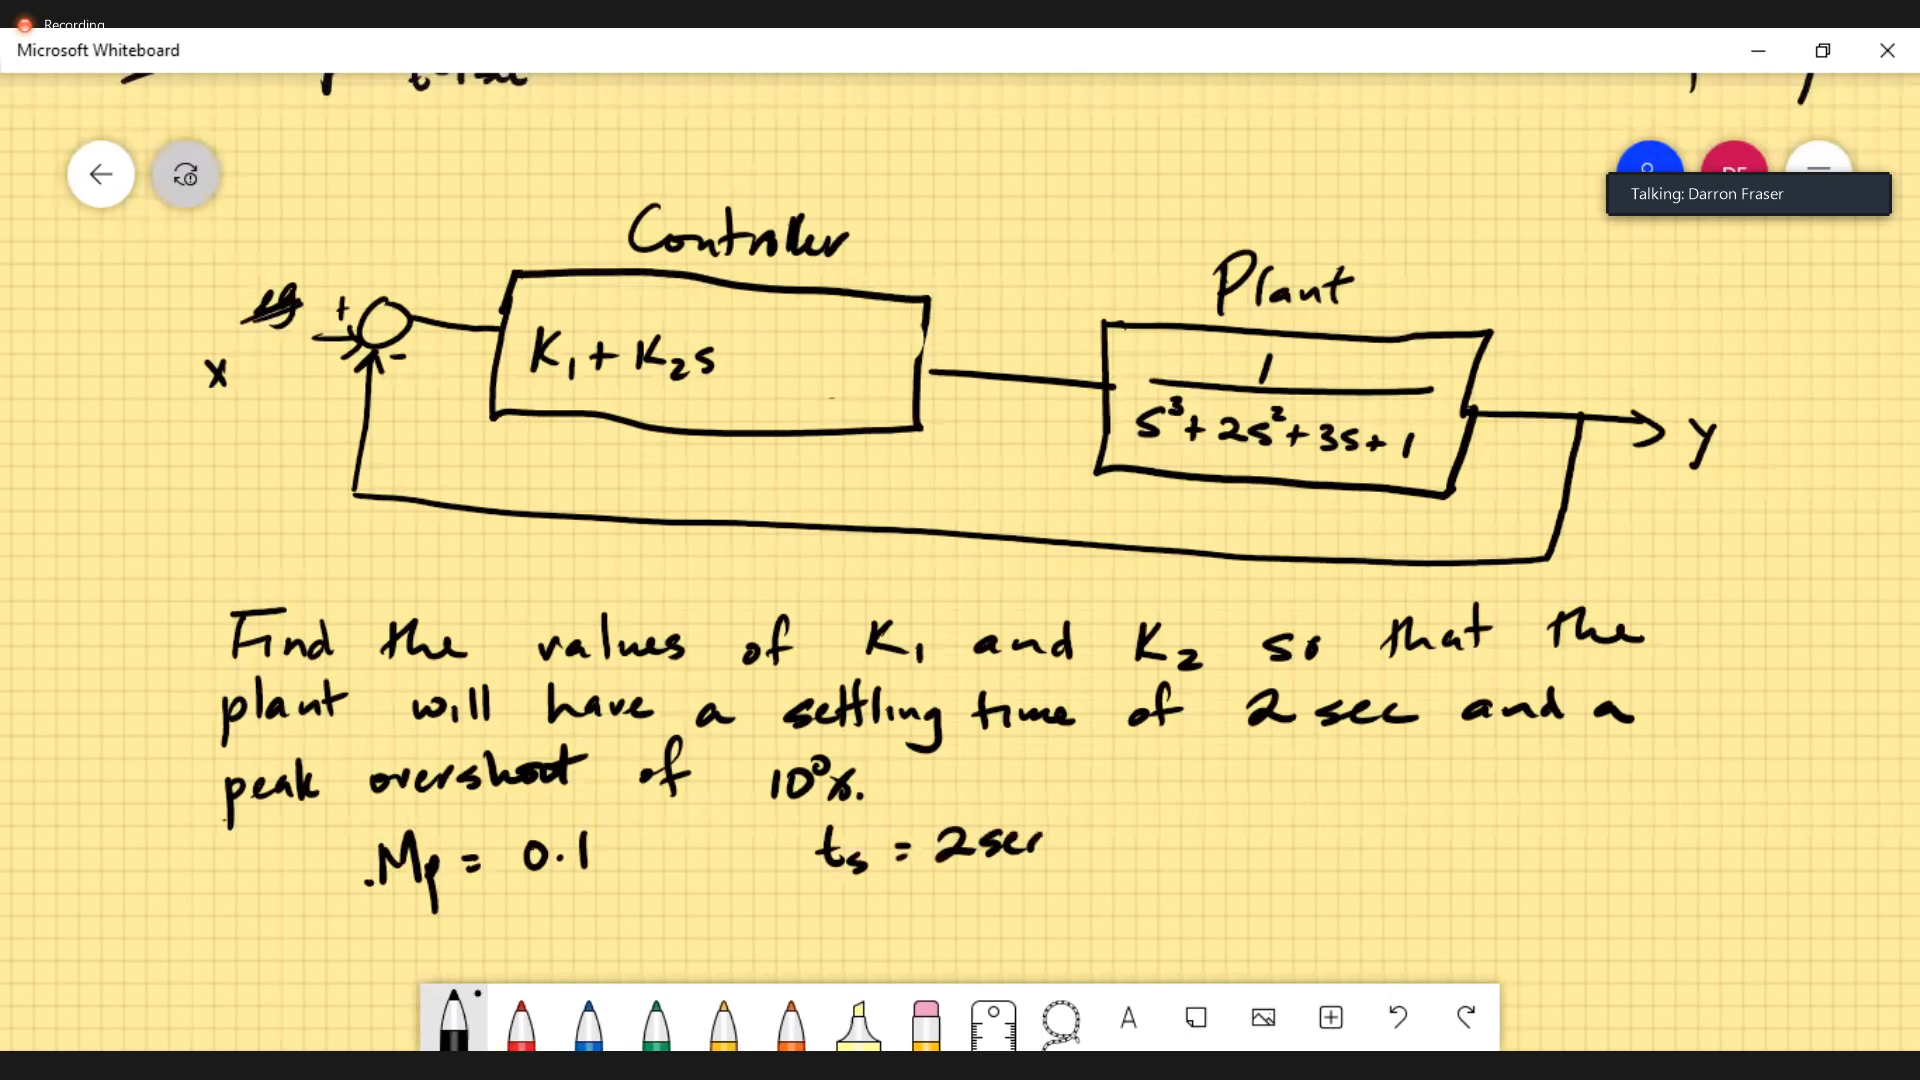 Recording
Microsoft Whiteboard
Talking: Darron Fraser
Controller
Plant
+
-
x
K₁ + K₂s
1
s³ + 2s² + 3s + 1
y
Find the values of K₁ and K₂ so that the
plant will have a settling time of 2 sec and a
peak overshoot of 10%.
.Mp = 0.1 ts = 2 sec
A